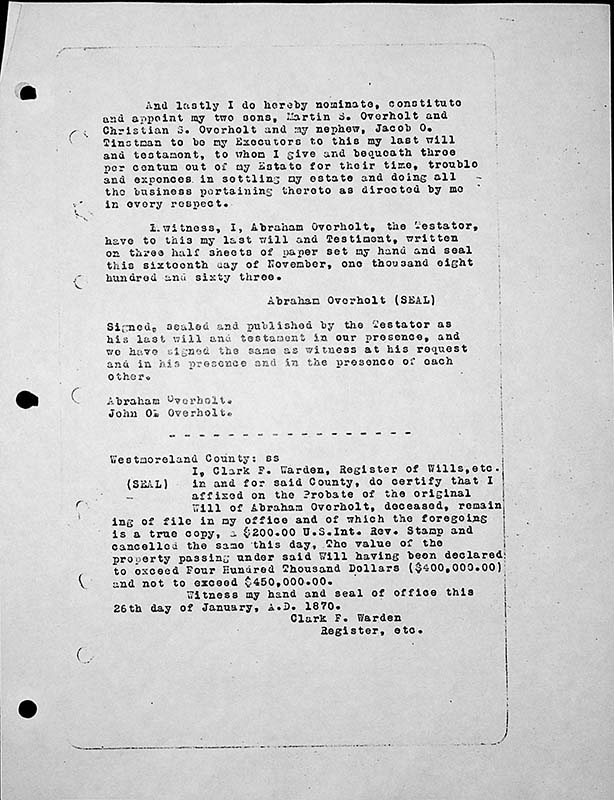 And lastly I do hereby nominate, constitute
and appoint my two sons, Martin S. Overholt and
Christian S. Overholt and my nephew, Jacob O.
Tinstman to be my Executors to this my last will
and testament, to whom I give and bequeath three
per centum out of my Estate for their time, trouble
and expences in settling my estate and doing all
the business pertaining thereto as directed by me
in every respect.
I.witness, I, Abraham Overholt, the Testator,
have to this my last will and Testiment, written
on three half sheets of paper set my hand and seal
this sixteenth day of November, one thousand eight
hundred and sixty three.
Abraham Overholt (SEAL)
Signed, sealed and published by the Testator as
his last will and testament in our presence, and
we have signed the same as witness at his request
and in his presence and in the presence of each
other.
Abraham Overholt.
John O. Overholt.
- - - - - - - - - - - - - - - - - -
Westmoreland County: ss
I, Clark F. Warden, Register of Wills,etc.
(SEAL) in and for said County, do certify that I
affixed on the Probate of the original
Will of Abraham Overholt, deceased, remain
ing of file in my office and of which the foregoing
is a true copy, a $200.00 U.S.Int. Rev. Stamp and
cancelled the same this day, The value of the
property passing under said Will having been declared
to exceed Four Hundred Thousand Dollars ($400,000.00)
and not to exceed $450,000.00.
Witness my hand and seal of office this
26th day of January, A.D. 1870.
Clark F. Warden
Register, etc.